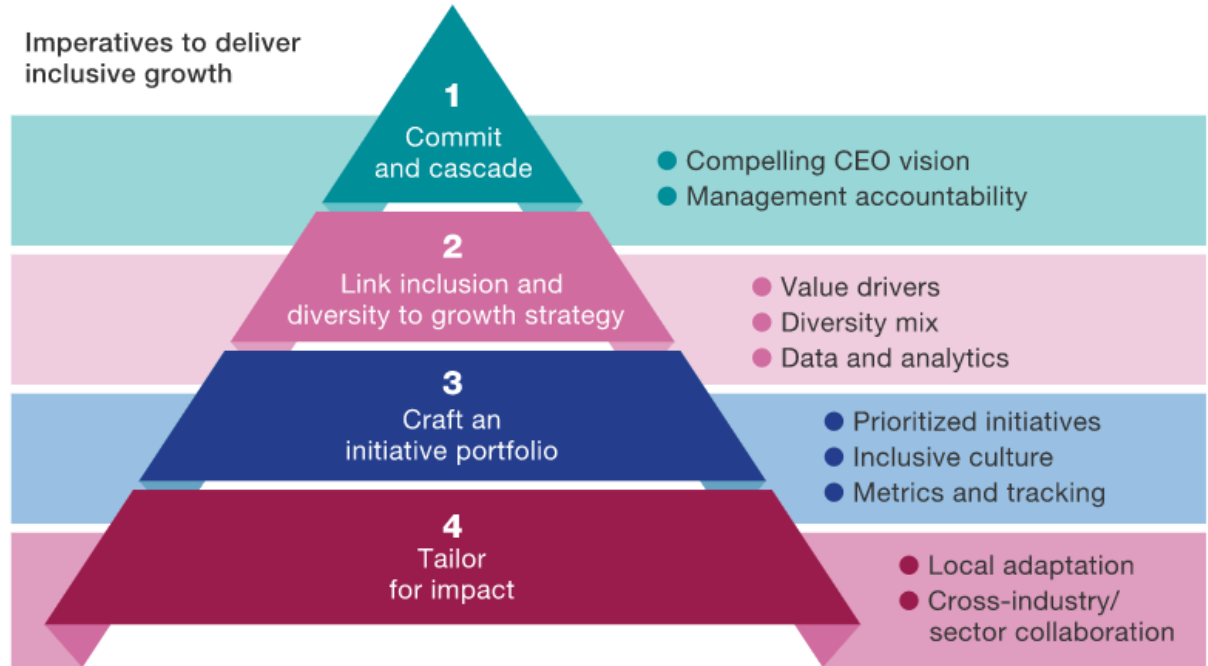 Imperatives to deliver
inclusive growth
1
Commit
and cascade
● Compelling CEO vision
● Management accountability
2
Link inclusion and
diversity to growth strategy
● Value drivers
● Diversity mix
● Data and analytics
3
Craft an
initiative portfolio
● Prioritized initiatives
● Inclusive culture
● Metrics and tracking
4
Tailor
for impact
● Local adaptation
● Cross-industry/
sector collaboration